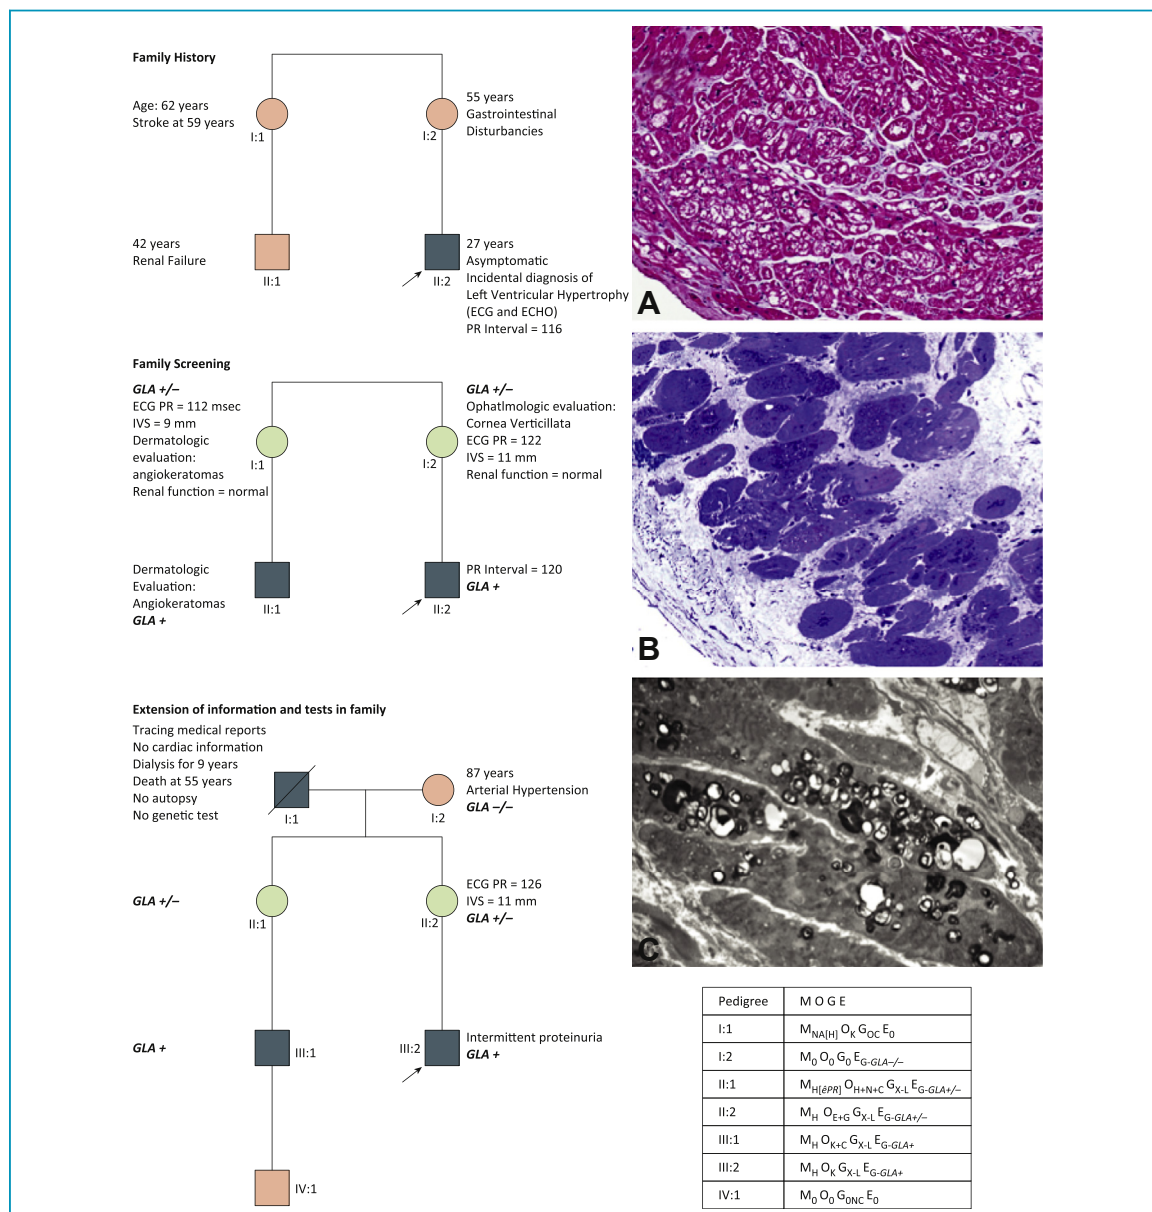 Family History
Age: 62 years
Stroke at 59 years
I:1
55 years
Gastrointestinal
Disturbancies
I:2
42 years
Renal Failure
II:1
27 years
Asymptomatic
Incidental diagnosis of
Left Ventricular Hypertrophy
(ECG and ECHO)
PR Interval = 116
II:2
A
Family Screening
GLA +/–
ECG PR = 112 msec
IVS = 9 mm
Dermatologic
evaluation:
angiokeratomas
Renal function = normal
I:1
GLA +/–
Ophatlmologic evaluation:
Cornea Verticillata
ECG PR = 122
IVS = 11 mm
Renal function = normal
I:2
Dermatologic
Evaluation:
Angiokeratomas
GLA +
II:1
PR Interval = 120
GLA +
II:2
B
Extension of information and tests in family
Tracing medical reports
No cardiac information
Dialysis for 9 years
Death at 55 years
No autopsy
No genetic test
I:1
87 years
Arterial Hypertension
GLA –/–
I:2
GLA +/–
II:1
ECG PR = 126
IVS = 11 mm
GLA +/–
II:2
C
GLA +
III:1
III:2
Intermittent proteinuria
GLA +
IV:1
Pedigree M O G E
I:1 MNA[H] OK GOC E0
I:2 M0 O0 G0 EG-GLA–/–
II:1 MH[êPR] OH+N+C GX-L EG-GLA+/–
II:2 MH OE+G GX-L EG-GLA+/–
III:1 MH OK+C GX-L EG-GLA+
III:2 MH OK GX-L EG-GLA+
IV:1 M0 O0 G0NC E0